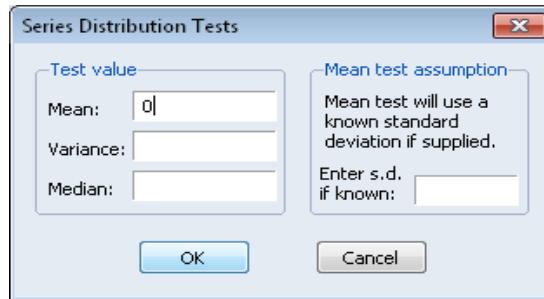 Series Distribution Tests
Test value
Mean: 0
Variance:
Median:
Mean test assumption
Mean test will use a
known standard
deviation if supplied.
Enter s.d.
if known:
OK
Cancel